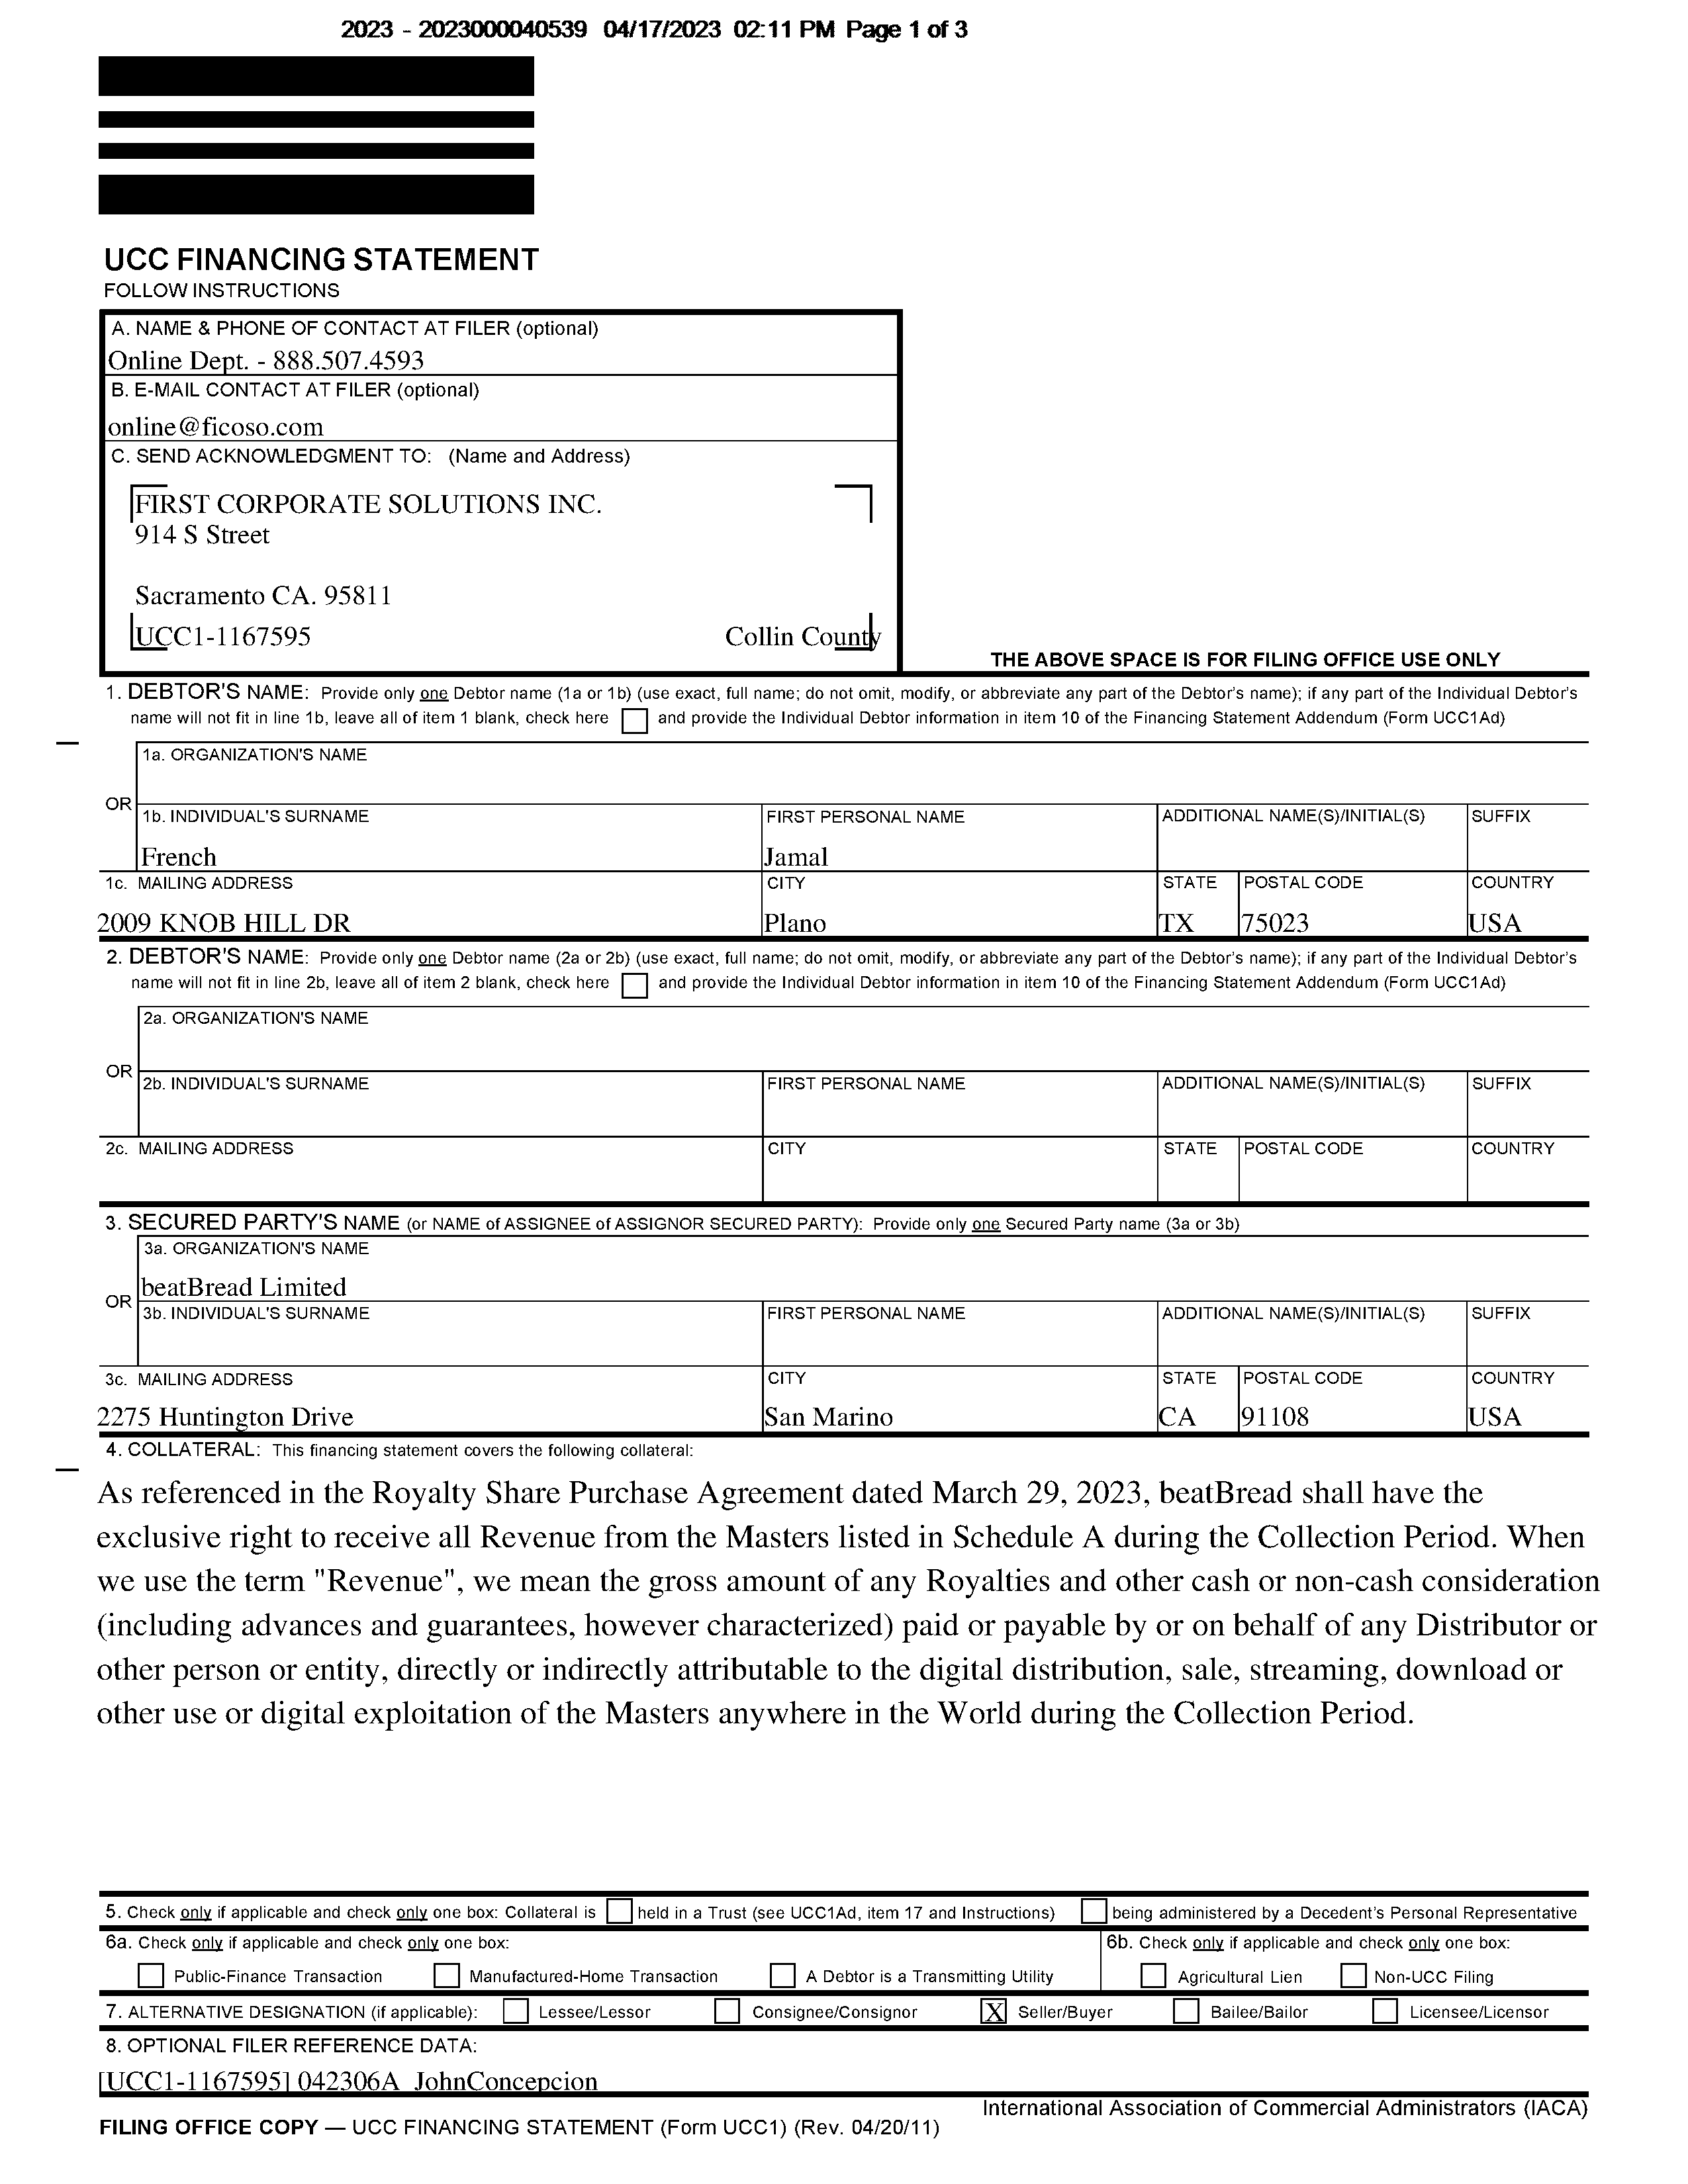 2023 - 2023000040539 04/17/2023 02:11 PM Page 1 of 3
UCC FINANCING STATEMENT
FOLLOW INSTRUCTIONS
A. NAME & PHONE OF CONTACT AT FILER (optional)
Online Dept. - 888.507.4593
B. E-MAIL CONTACT AT FILER (optional)
online@ficoso.com
C. SEND ACKNOWLEDGMENT TO: (Name and Address)
FIRST CORPORATE SOLUTIONS INC.
914 S Street
Sacramento CA. 95811
UCC1-1167595 Collin County
THE ABOVE SPACE IS FOR FILING OFFICE USE ONLY
1. DEBTOR'S NAME: Provide only one Debtor name (1a or 1b) (use exact, full name; do not omit, modify, or abbreviate any part of the Debtor's name); if any part of the Individual Debtor's
name will not fit in line 1b, leave all of item 1 blank, check here and provide the Individual Debtor information in item 10 of the Financing Statement Addendum (Form UCC1Ad)
1a. ORGANIZATION'S NAME
OR
1b. INDIVIDUAL'S SURNAME FIRST PERSONAL NAME ADDITIONAL NAME(S)/INITIAL(S) SUFFIX
French Jamal
1c. MAILING ADDRESS CITY STATE POSTAL CODE COUNTRY
2009 KNOB HILL DR Plano TX 75023 USA
2. DEBTOR'S NAME: Provide only one Debtor name (2a or 2b) (use exact, full name; do not omit, modify, or abbreviate any part of the Debtor's name); if any part of the Individual Debtor's
name will not fit in line 2b, leave all of item 2 blank, check here and provide the Individual Debtor information in item 10 of the Financing Statement Addendum (Form UCC1Ad)
2a. ORGANIZATION'S NAME
OR
2b. INDIVIDUAL'S SURNAME FIRST PERSONAL NAME ADDITIONAL NAME(S)/INITIAL(S) SUFFIX
2c. MAILING ADDRESS CITY STATE POSTAL CODE COUNTRY
3. SECURED PARTY'S NAME (or NAME of ASSIGNEE of ASSIGNOR SECURED PARTY): Provide only one Secured Party name (3a or 3b)
3a. ORGANIZATION'S NAME
beatBread Limited
OR
3b. INDIVIDUAL'S SURNAME FIRST PERSONAL NAME ADDITIONAL NAME(S)/INITIAL(S) SUFFIX
3c. MAILING ADDRESS CITY STATE POSTAL CODE COUNTRY
2275 Huntington Drive San Marino CA 91108 USA
4. COLLATERAL: This financing statement covers the following collateral:
As referenced in the Royalty Share Purchase Agreement dated March 29, 2023, beatBread shall have the
exclusive right to receive all Revenue from the Masters listed in Schedule A during the Collection Period. When
we use the term "Revenue", we mean the gross amount of any Royalties and other cash or non-cash consideration
(including advances and guarantees, however characterized) paid or payable by or on behalf of any Distributor or
other person or entity, directly or indirectly attributable to the digital distribution, sale, streaming, download or
other use or digital exploitation of the Masters anywhere in the World during the Collection Period.
5. Check only if applicable and check only one box: Collateral is held in a Trust (see UCC1Ad, item 17 and Instructions) being administered by a Decedent's Personal Representative
6a. Check only if applicable and check only one box: 6b. Check only if applicable and check only one box:
Public-Finance Transaction Manufactured-Home Transaction A Debtor is a Transmitting Utility Agricultural Lien Non-UCC Filing
7. ALTERNATIVE DESIGNATION (if applicable): Lessee/Lessor Consignee/Consignor X Seller/Buyer Bailee/Bailor Licensee/Licensor
8. OPTIONAL FILER REFERENCE DATA:
[UCC1-1167595] 042306A JohnConcepcion
International Association of Commercial Administrators (IACA)
FILING OFFICE COPY — UCC FINANCING STATEMENT (Form UCC1) (Rev. 04/20/11)